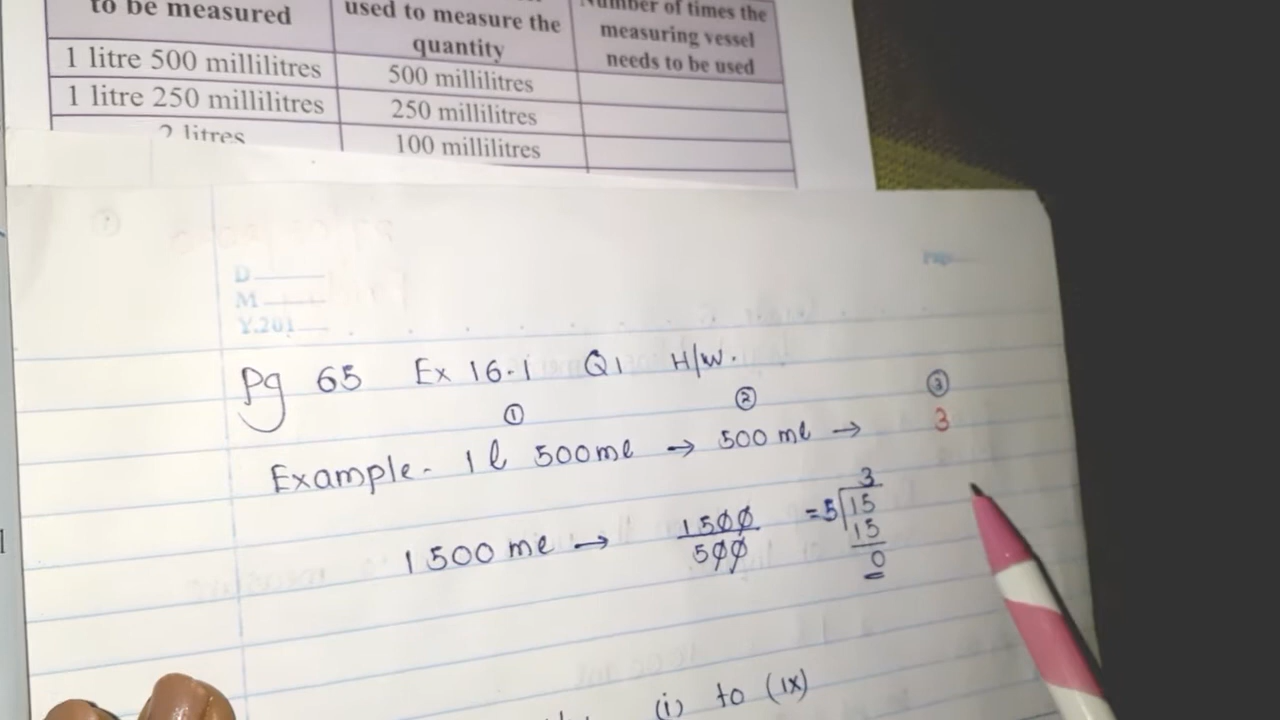 to be measured
used to measure the quantity
Number of times the measuring vessel needs to be used
1 litre 500 millilitres 500 millilitres
1 litre 250 millilitres 250 millilitres
2 litres 100 millilitres
D
M
Y.201
Pg 65 Ex 16.1 Q1 H/W.
① ② ③
Example- 1 l 500ml → 500 ml → 3
3
1500 ml → 1500/500 = 5 15
15
0
(i) to (ix)